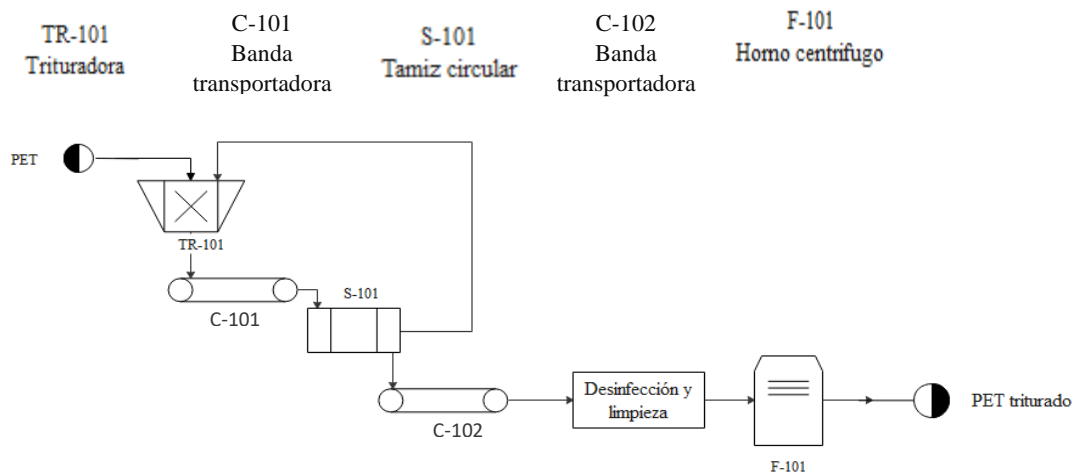 TR-101
Trituradora
C-101
Banda
transportadora
S-101
Tamiz circular
C-102
Banda
transportadora
F-101
Horno centrifugo
PET
TR-101
C-101
S-101
C-102
Desinfección y
limpieza
F-101
PET triturado